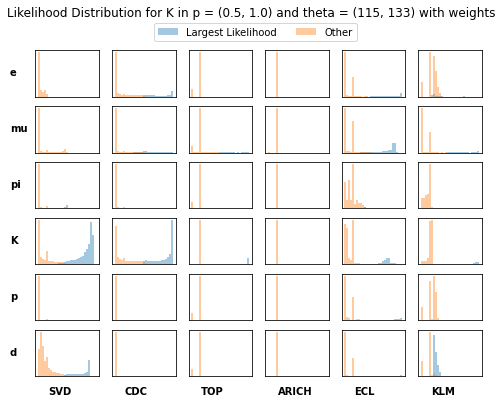 Likelihood Distribution for K in p = (0.5, 1.0) and theta = (115, 133) with weights
Largest Likelihood Other
e
mu
pi
K
p
d
SVD CDC TOP ARICH ECL KLM